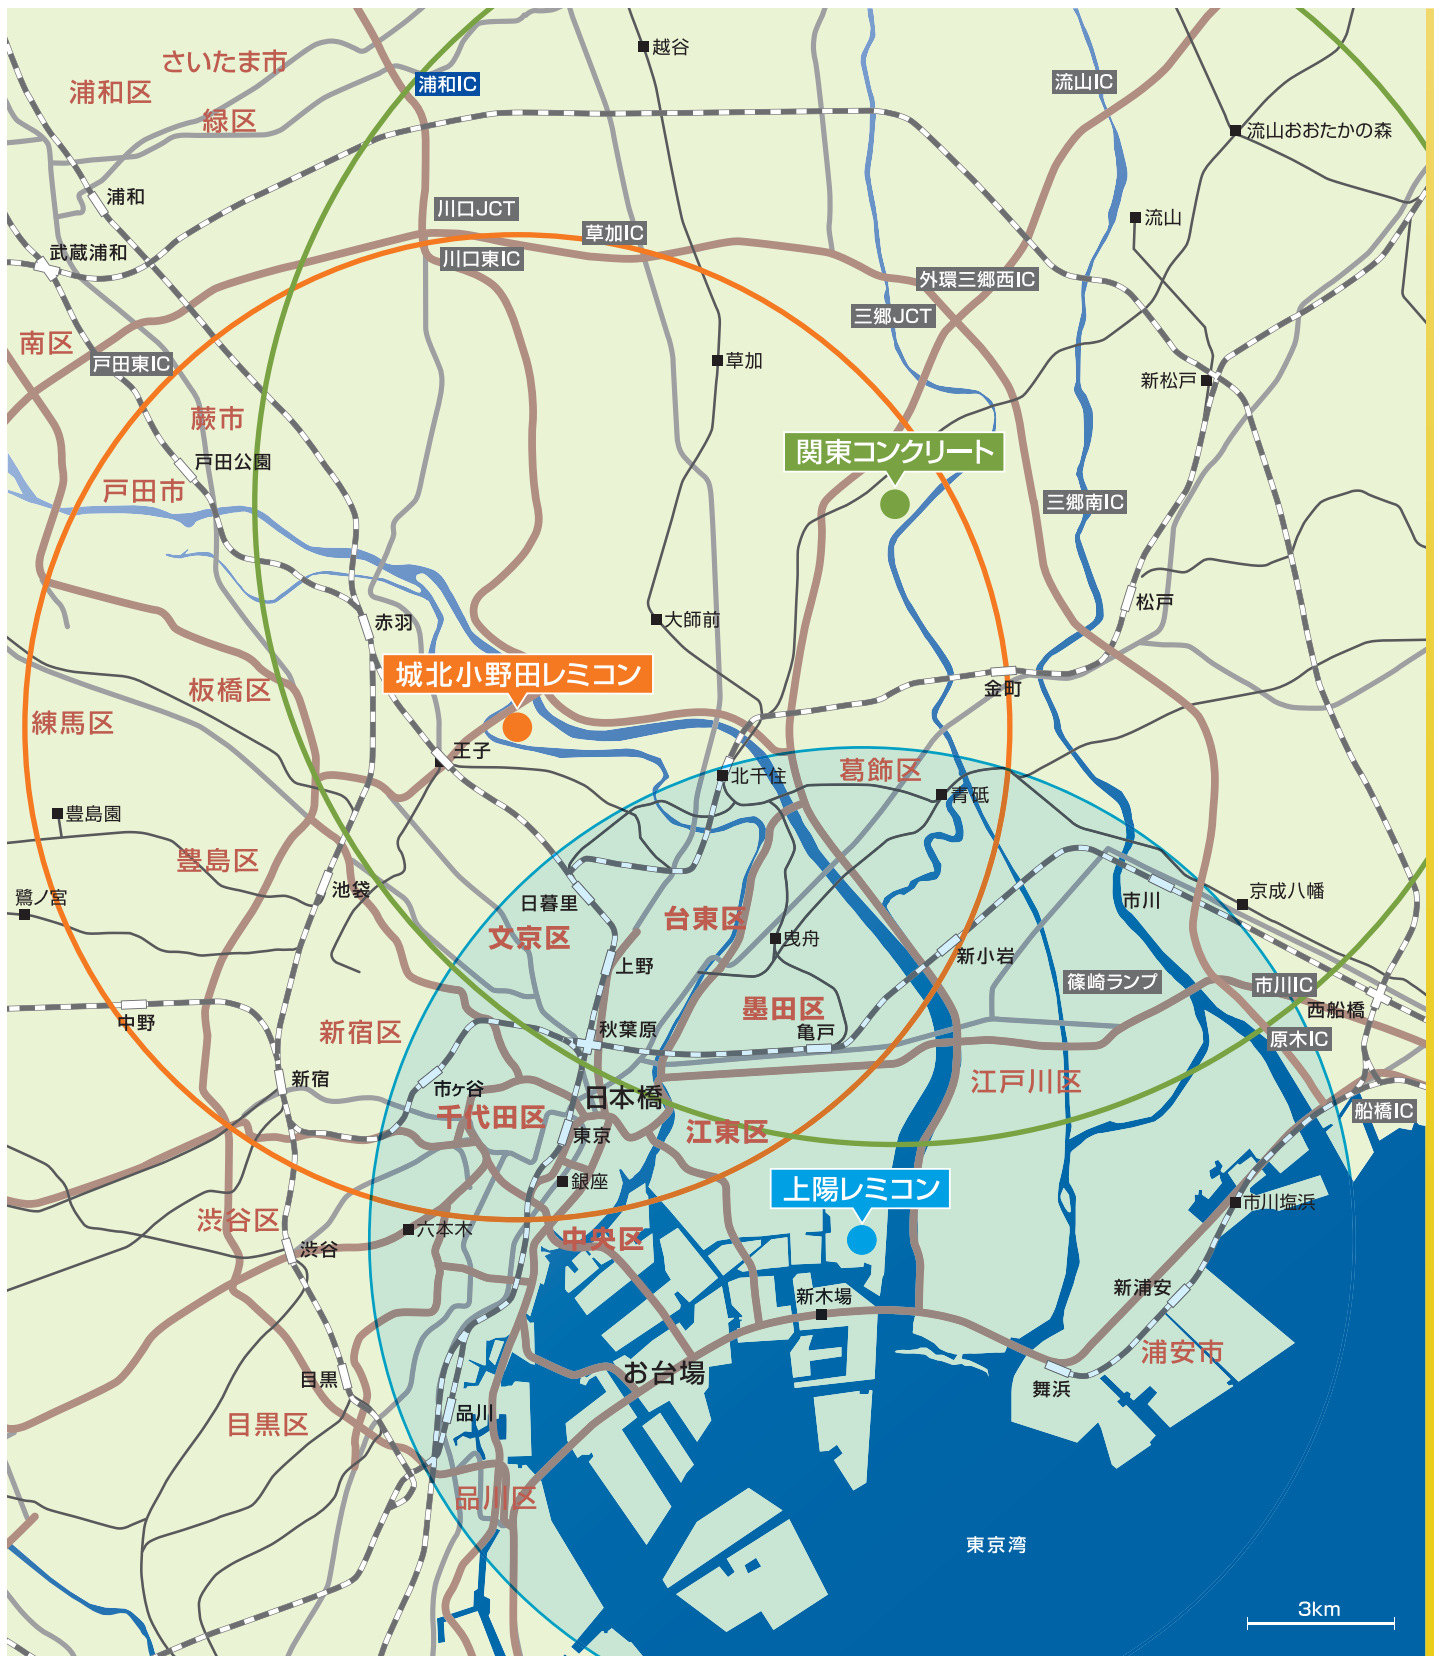 越谷
さいたま市
浦和区
浦和IC
流山IC
緑区
流山おおたかの森
浦和
川口JCT
流山
草加IC
武蔵浦和
川口東IC
外環三郷西IC
三郷JCT
南区
戸田東IC
草加
新松戸
蕨市
関東コンクリート
戸田公園
戸田市
三郷南IC
松戸
赤羽
大師前
城北小野田レミコン
板橋区
金町
練馬区
王子
葛飾区
北千住
青砥
豊島園
豊島区
池袋
鷺ノ宮
日暮里
市川
京成八幡
台東区
文京区
曳舟
上野
新小岩
篠崎ランプ
市川IC
墨田区
西船橋
中野
新宿区
秋葉原
亀戸
原木IC
新宿
市ヶ谷
日本橋
江戸川区
千代田区
東京
江東区
船橋IC
銀座
上陽レミコン
市川塩浜
渋谷区
六本木
中央区
渋谷
新浦安
新木場
浦安市
お台場
目黒
舞浜
品川
目黒区
品川区
東京湾
3km